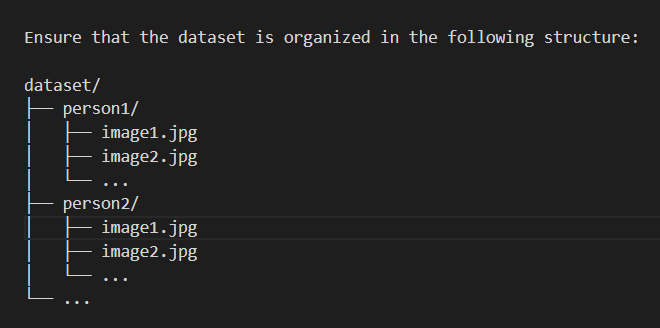 Ensure that the dataset is organized in the following structure:
dataset/
├── person1/
│   ├── image1.jpg
│   ├── image2.jpg
│   └── ...
├── person2/
│   ├── image1.jpg
│   ├── image2.jpg
│   └── ...
└── ...